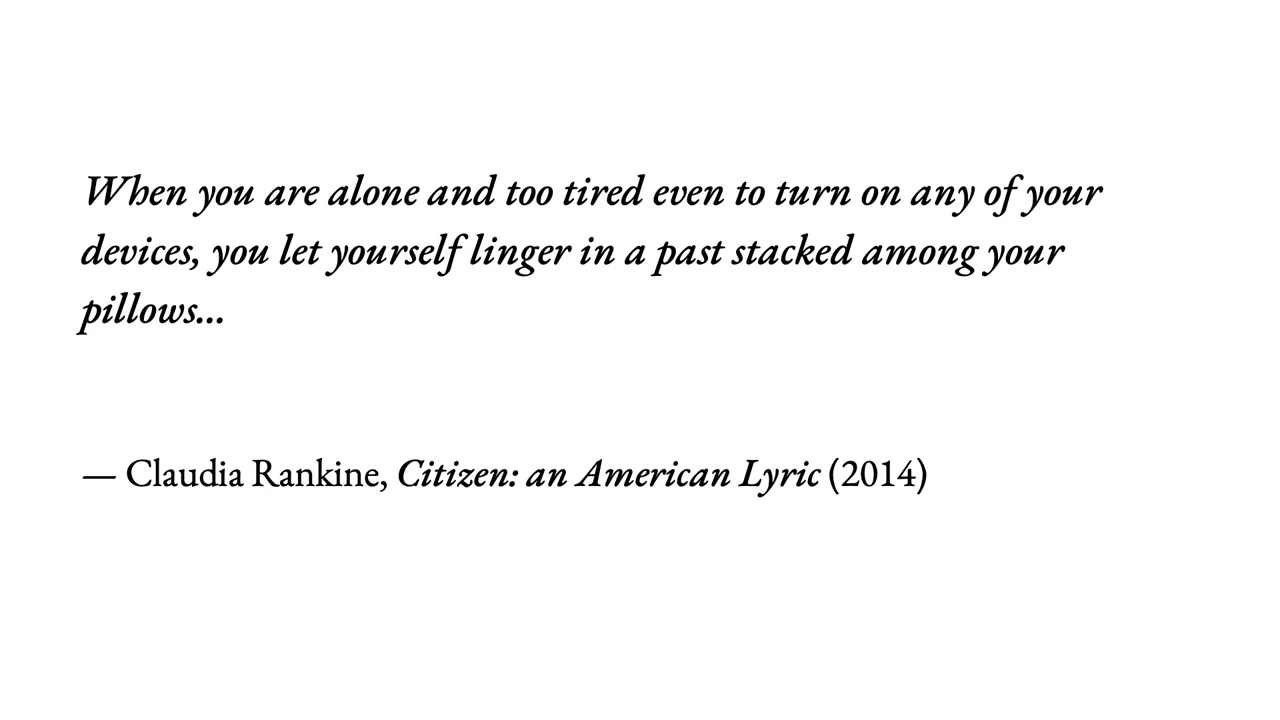 When you are alone and too tired even to turn on any of your
devices, you let yourself linger in a past stacked among your
pillows...
— Claudia Rankine, Citizen: an American Lyric (2014)